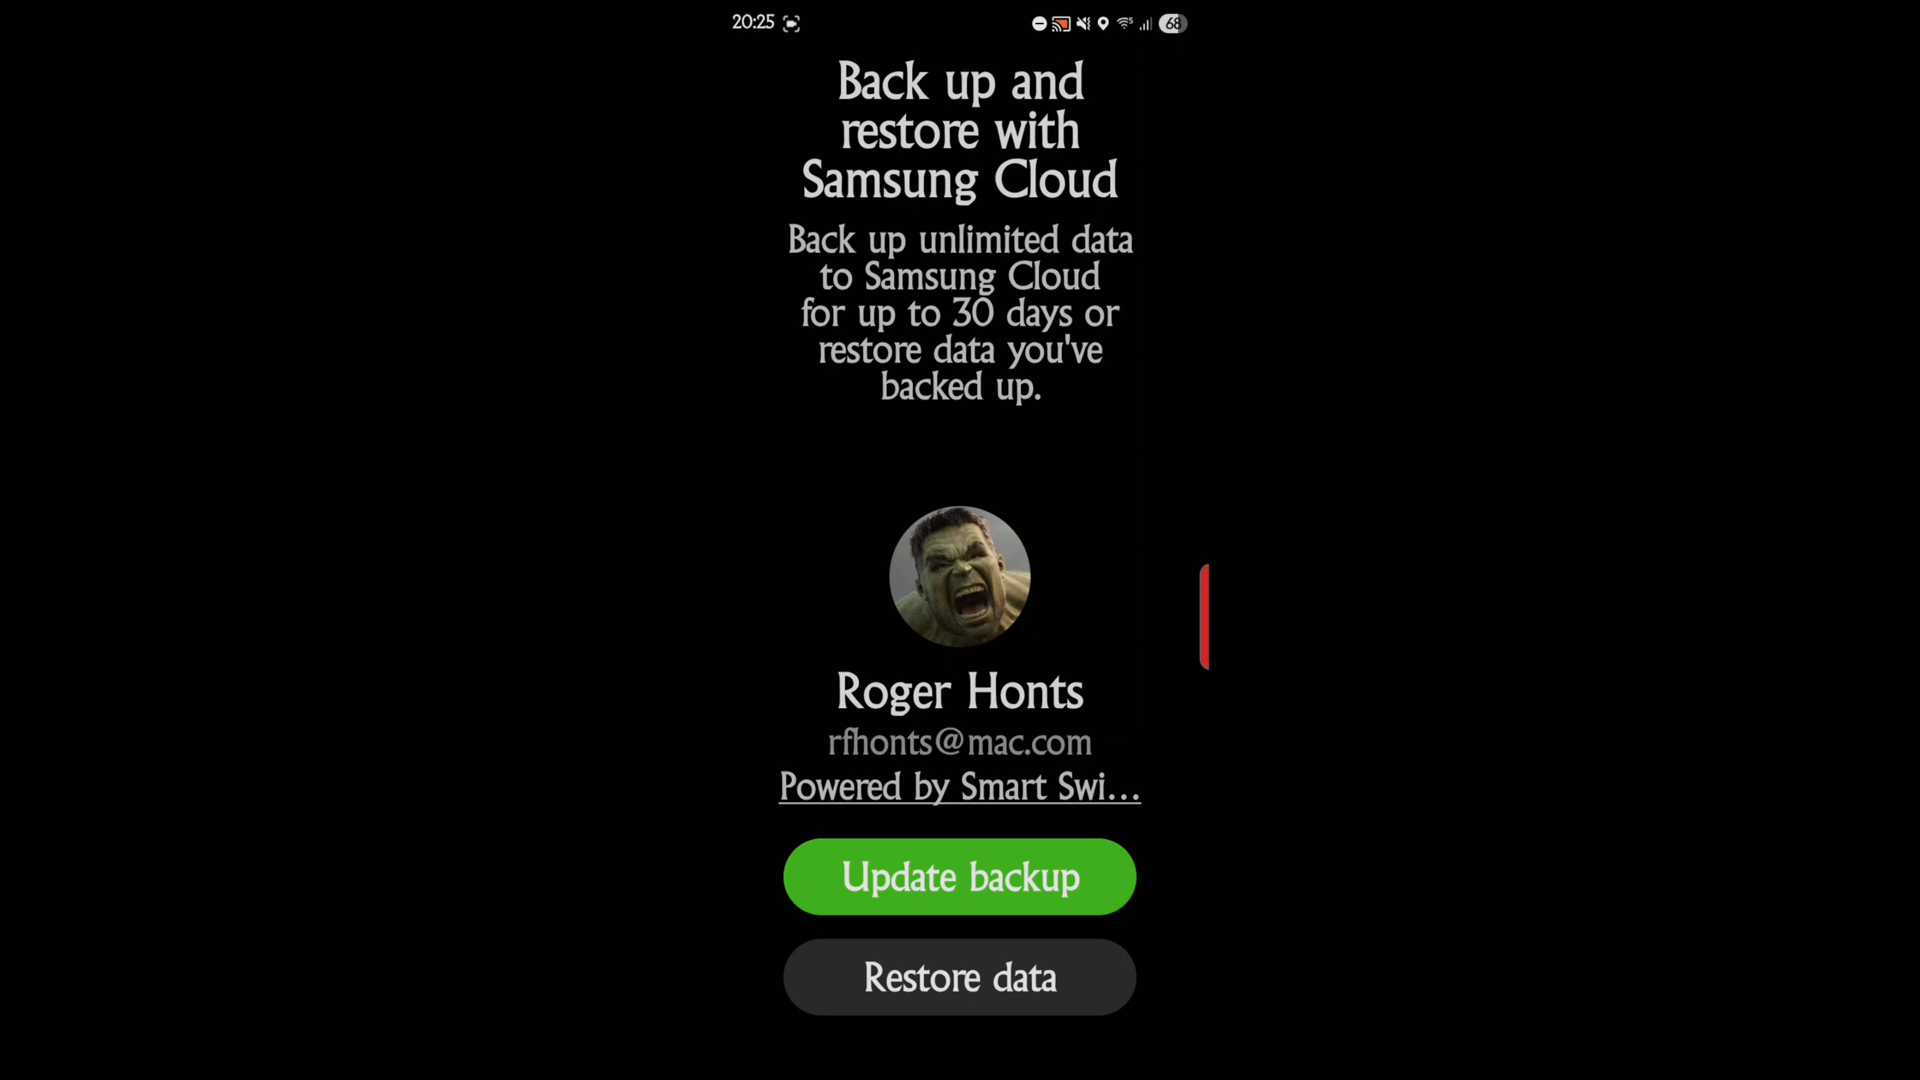 20:25
68
Back up and
restore with
Samsung Cloud
Back up unlimited data
to Samsung Cloud
for up to 30 days or
restore data you've
backed up.
Roger Honts
rfhonts@mac.com
Powered by Smart Swi...
Update backup
Restore data